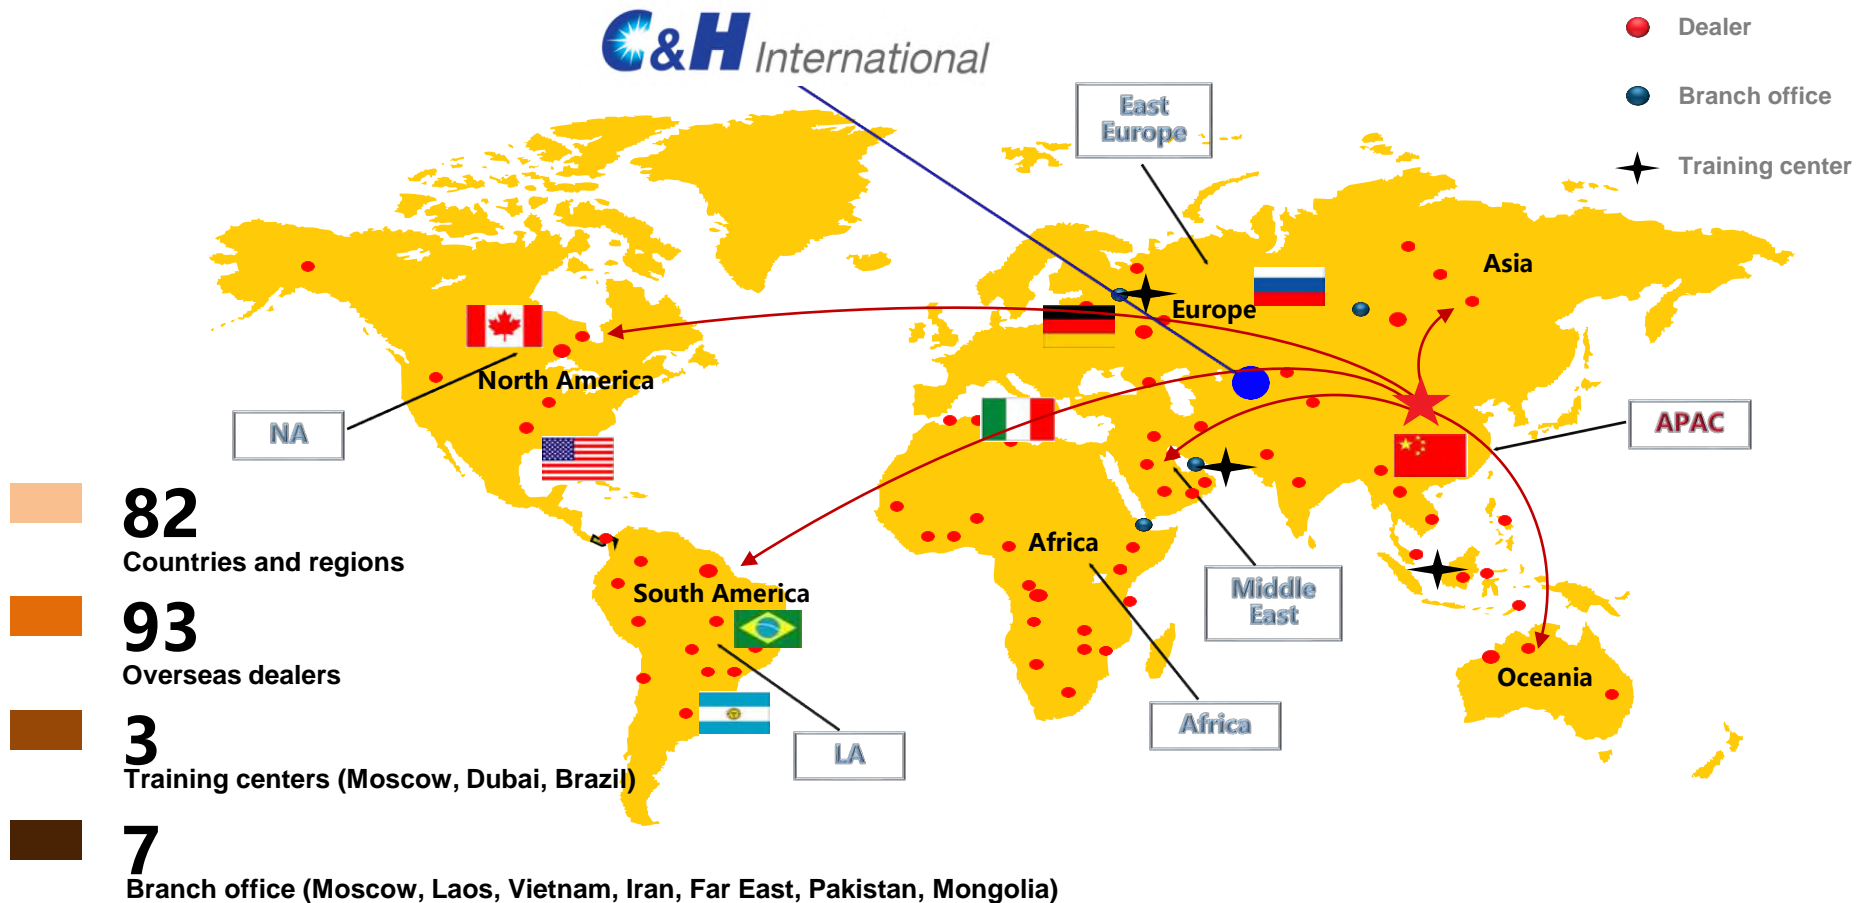 C&H International
Dealer
Branch office
Training center
East
Europe
Asia
Europe
North America
NA
APAC
82
Countries and regions
Africa
South America
Middle
East
93
Overseas dealers
Oceania
Africa
LA
3
Training centers (Moscow, Dubai, Brazil)
7
Branch office (Moscow, Laos, Vietnam, Iran, Far East, Pakistan, Mongolia)